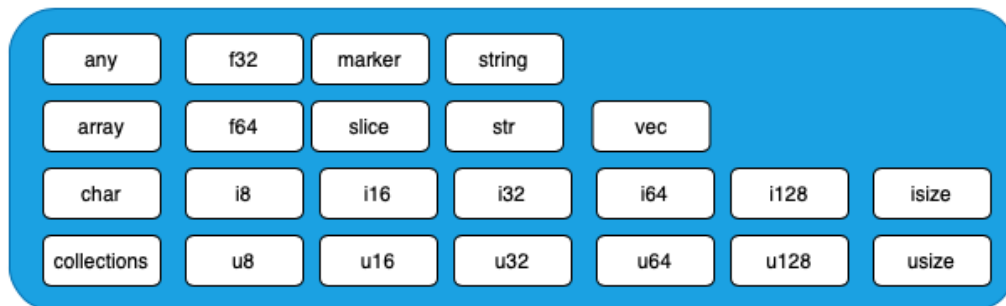 any f32 marker string
array f64 slice str vec
char i8 i16 i32 i64 i128 isize
collections u8 u16 u32 u64 u128 usize